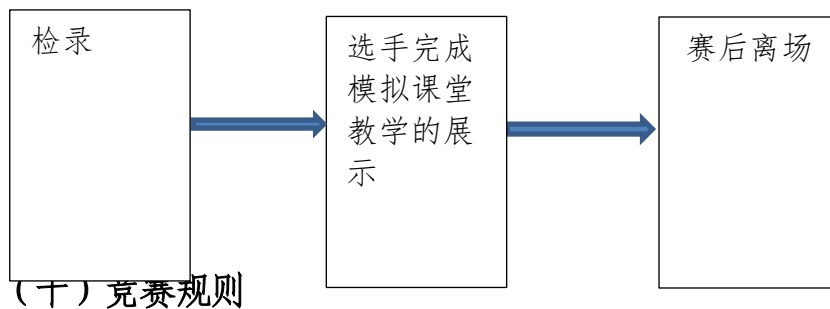 检录
选手完成
模拟课堂
教学的展
示
赛后离场
（十）竞赛规则